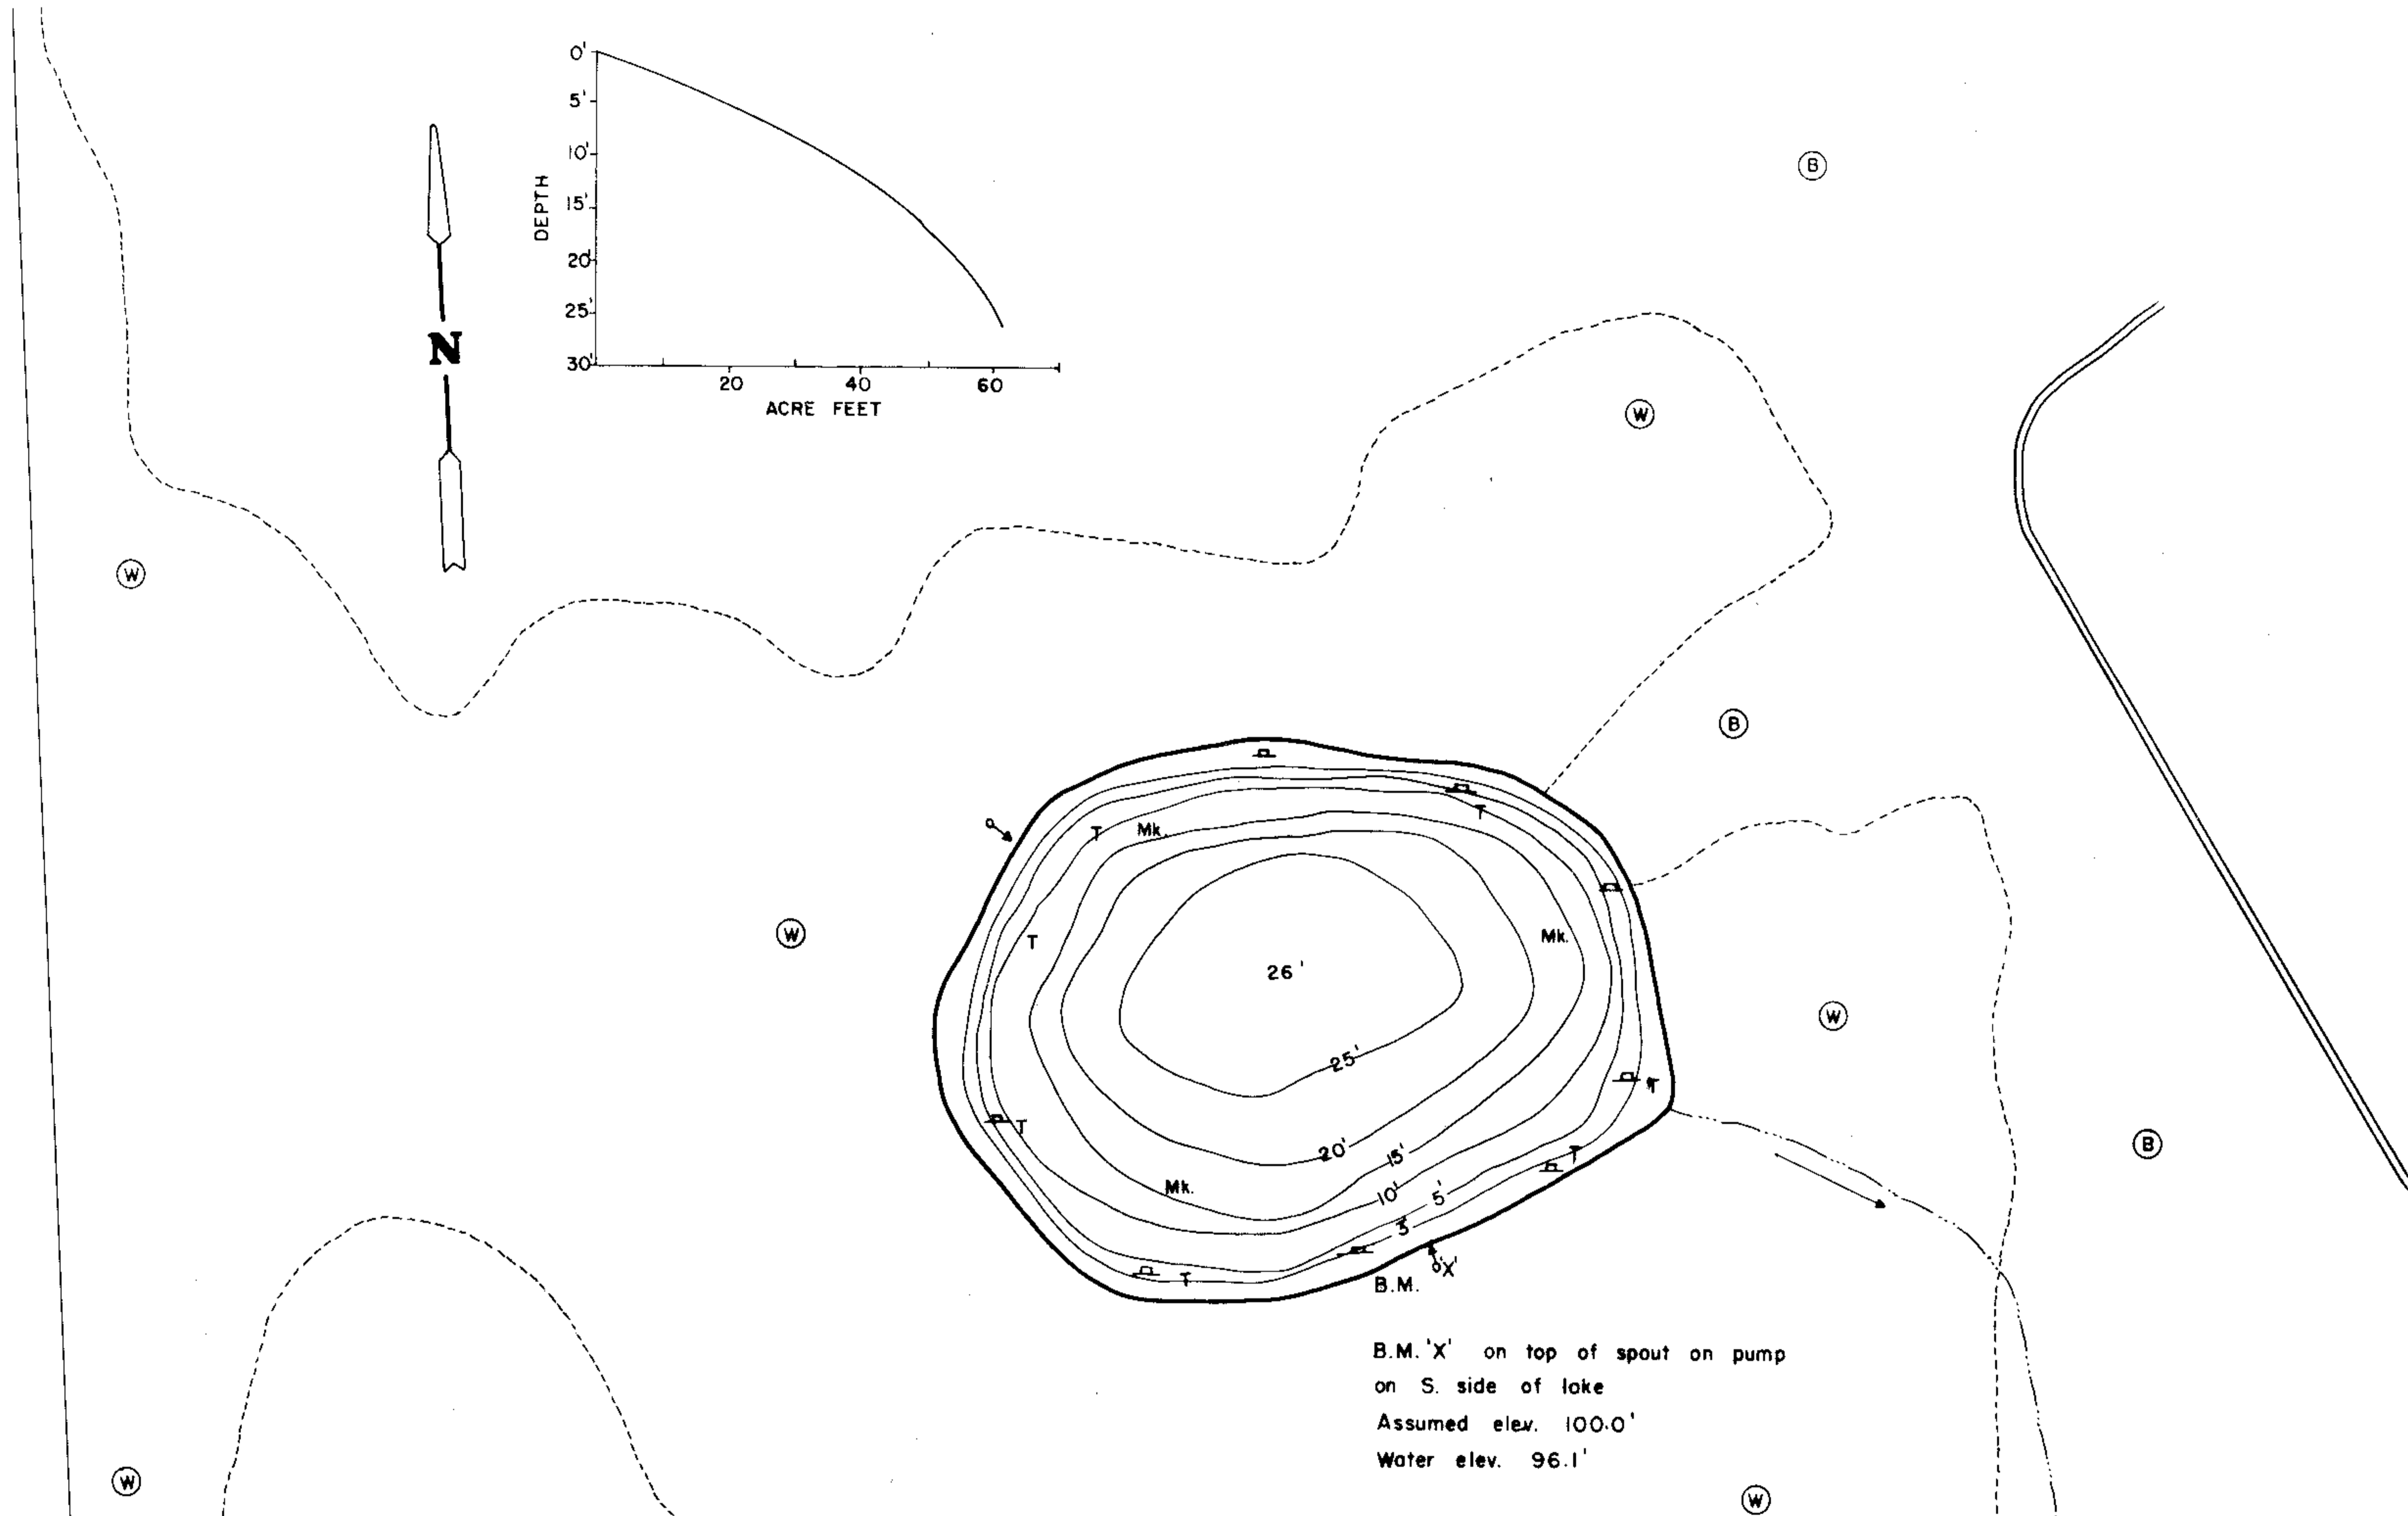 0'
5'
10'
15'
20'
25'
30'
DEPTH
20 40 60
ACRE FEET
N
B
W
W
B
T Mk. T
W
T
Mk.
26'
W
25'
T
T
B
20' 15'
T
Mk.
10' 5'
3'
T
'X'
B.M.
B.M. 'X' on top of spout on pump
on S. side of lake
Assumed elev. 100.0'
Water elev. 96.1'
W
W